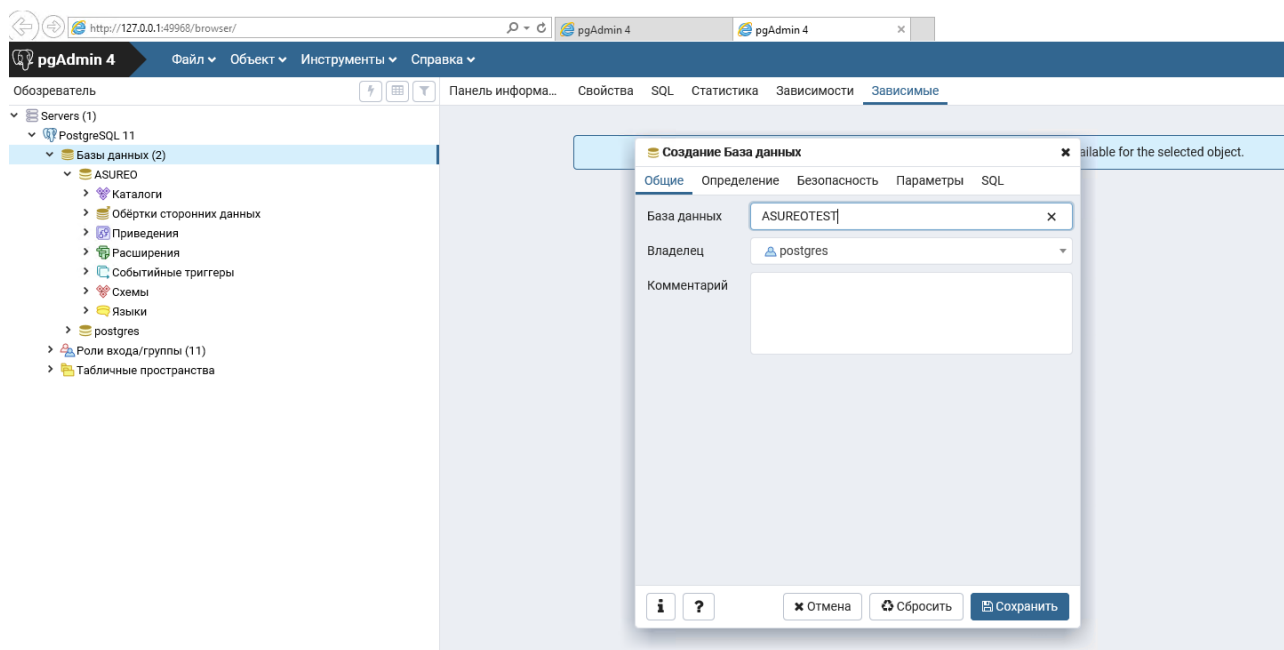 http://127.0.0.1:49968/browser/ pgAdmin 4 pgAdmin 4
pgAdmin 4 Файл Объект Инструменты Справка
Обозреватель Панель информа... Свойства SQL Статистика Зависимости Зависимые
Servers (1)
PostgreSQL 11
Базы данных (2)
ASUREO
Каталоги
Обёртки сторонних данных
Приведения
Расширения
Событийные триггеры
Схемы
Языки
postgres
Роли входа/группы (11)
Табличные пространства
ailable for the selected object.
Создание База данных
Общие Определение Безопасность Параметры SQL
База данных ASUREOTEST
Владелец postgres
Комментарий
i ? Отмена Сбросить Сохранить